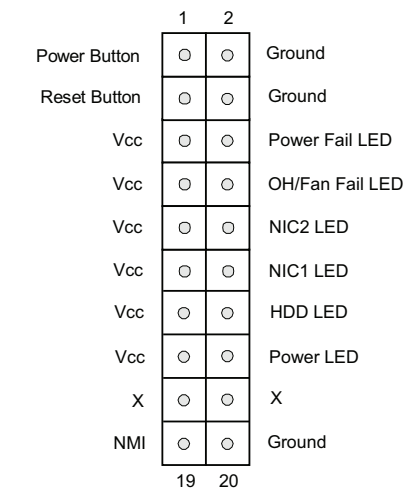 1 2
Power Button Ground
Reset Button Ground
Vcc Power Fail LED
Vcc OH/Fan Fail LED
Vcc NIC2 LED
Vcc NIC1 LED
Vcc HDD LED
Vcc Power LED
X X
NMI Ground
19 20